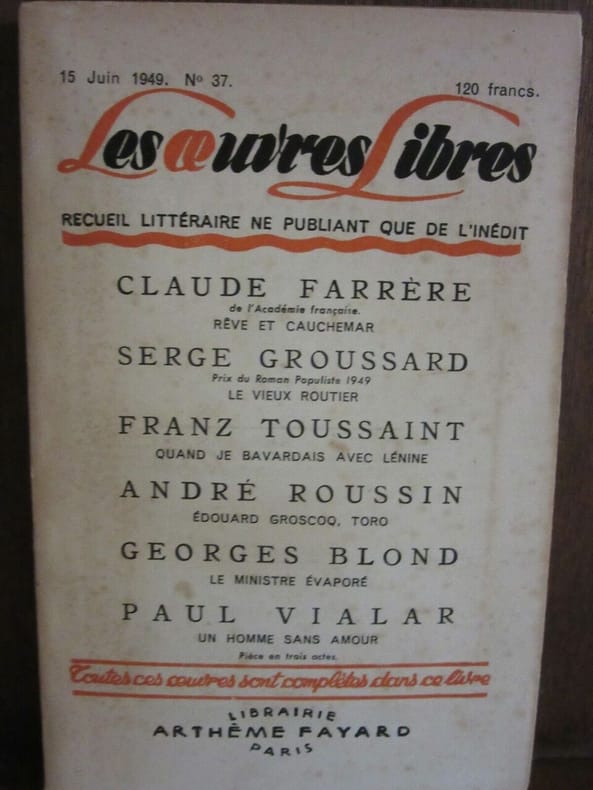 15 Juin 1949. Nº 37.
120 francs.
Les œuvres Libres
RECUEIL LITTÉRAIRE NE PUBLIANT QUE DE L'INÉDIT
CLAUDE FARRÈRE
de l'Académie française.
RÊVE ET CAUCHEMAR
SERGE GROUSSARD
Prix du Roman Populiste 1949
LE VIEUX ROUTIER
FRANZ TOUSSAINT
QUAND JE BAVARDAIS AVEC LÉNINE
ANDRÉ ROUSSIN
ÉDOUARD GROSCOQ, TORO
GEORGES BLOND
LE MINISTRE ÉVAPORÉ
PAUL VIALAR
UN HOMME SANS AMOUR
Pièce en trois actes.
Toutes ces œuvres sont complètes dans ce livre
LIBRAIRIE
ARTHÈME FAYARD
PARIS